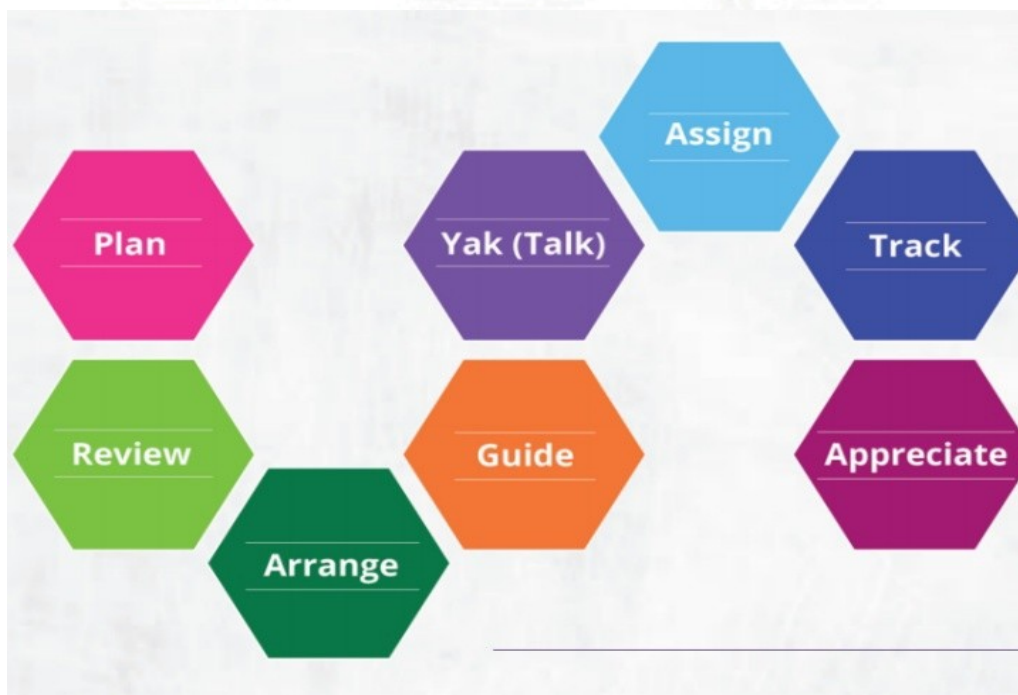 Assign
Plan
Yak (Talk)
Track
Review
Guide
Appreciate
Arrange